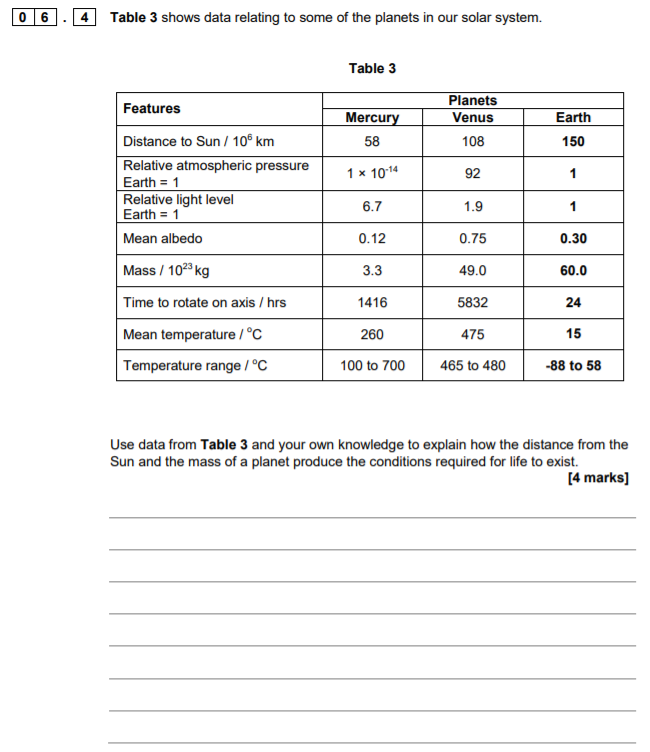 0 6 . 4 Table 3 shows data relating to some of the planets in our solar system.
Table 3
Features Planets
Mercury Venus Earth
Distance to Sun / 10⁶ km 58 108 150
Relative atmospheric pressure
Earth = 1 1 × 10⁻¹⁴ 92 1
Relative light level
Earth = 1 6.7 1.9 1
Mean albedo 0.12 0.75 0.30
Mass / 10²³ kg 3.3 49.0 60.0
Time to rotate on axis / hrs 1416 5832 24
Mean temperature / °C 260 475 15
Temperature range / °C 100 to 700 465 to 480 -88 to 58
Use data from Table 3 and your own knowledge to explain how the distance from the
Sun and the mass of a planet produce the conditions required for life to exist.
[4 marks]